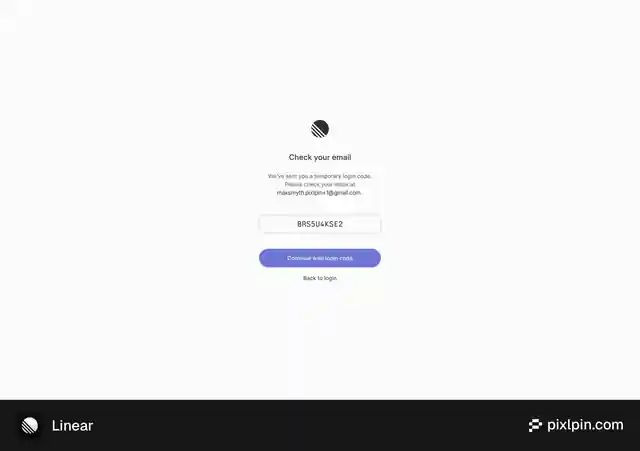 Check your email
We've sent you a temporary login code.
Please check your inbox at
maxsmyth.pixlpin+1@gmail.com.
BRS5U4KSE2
Continue with login code
Back to login
Linear
pixlpin.com